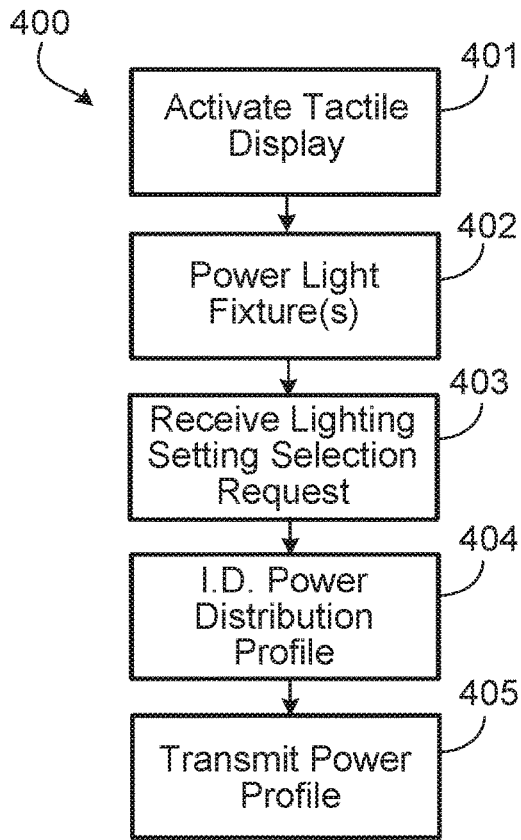 400
401
Activate Tactile
Display
402
Power Light
Fixture(s)
403
Receive Lighting
Setting Selection
Request
404
I.D. Power
Distribution
Profile
405
Transmit Power
Profile